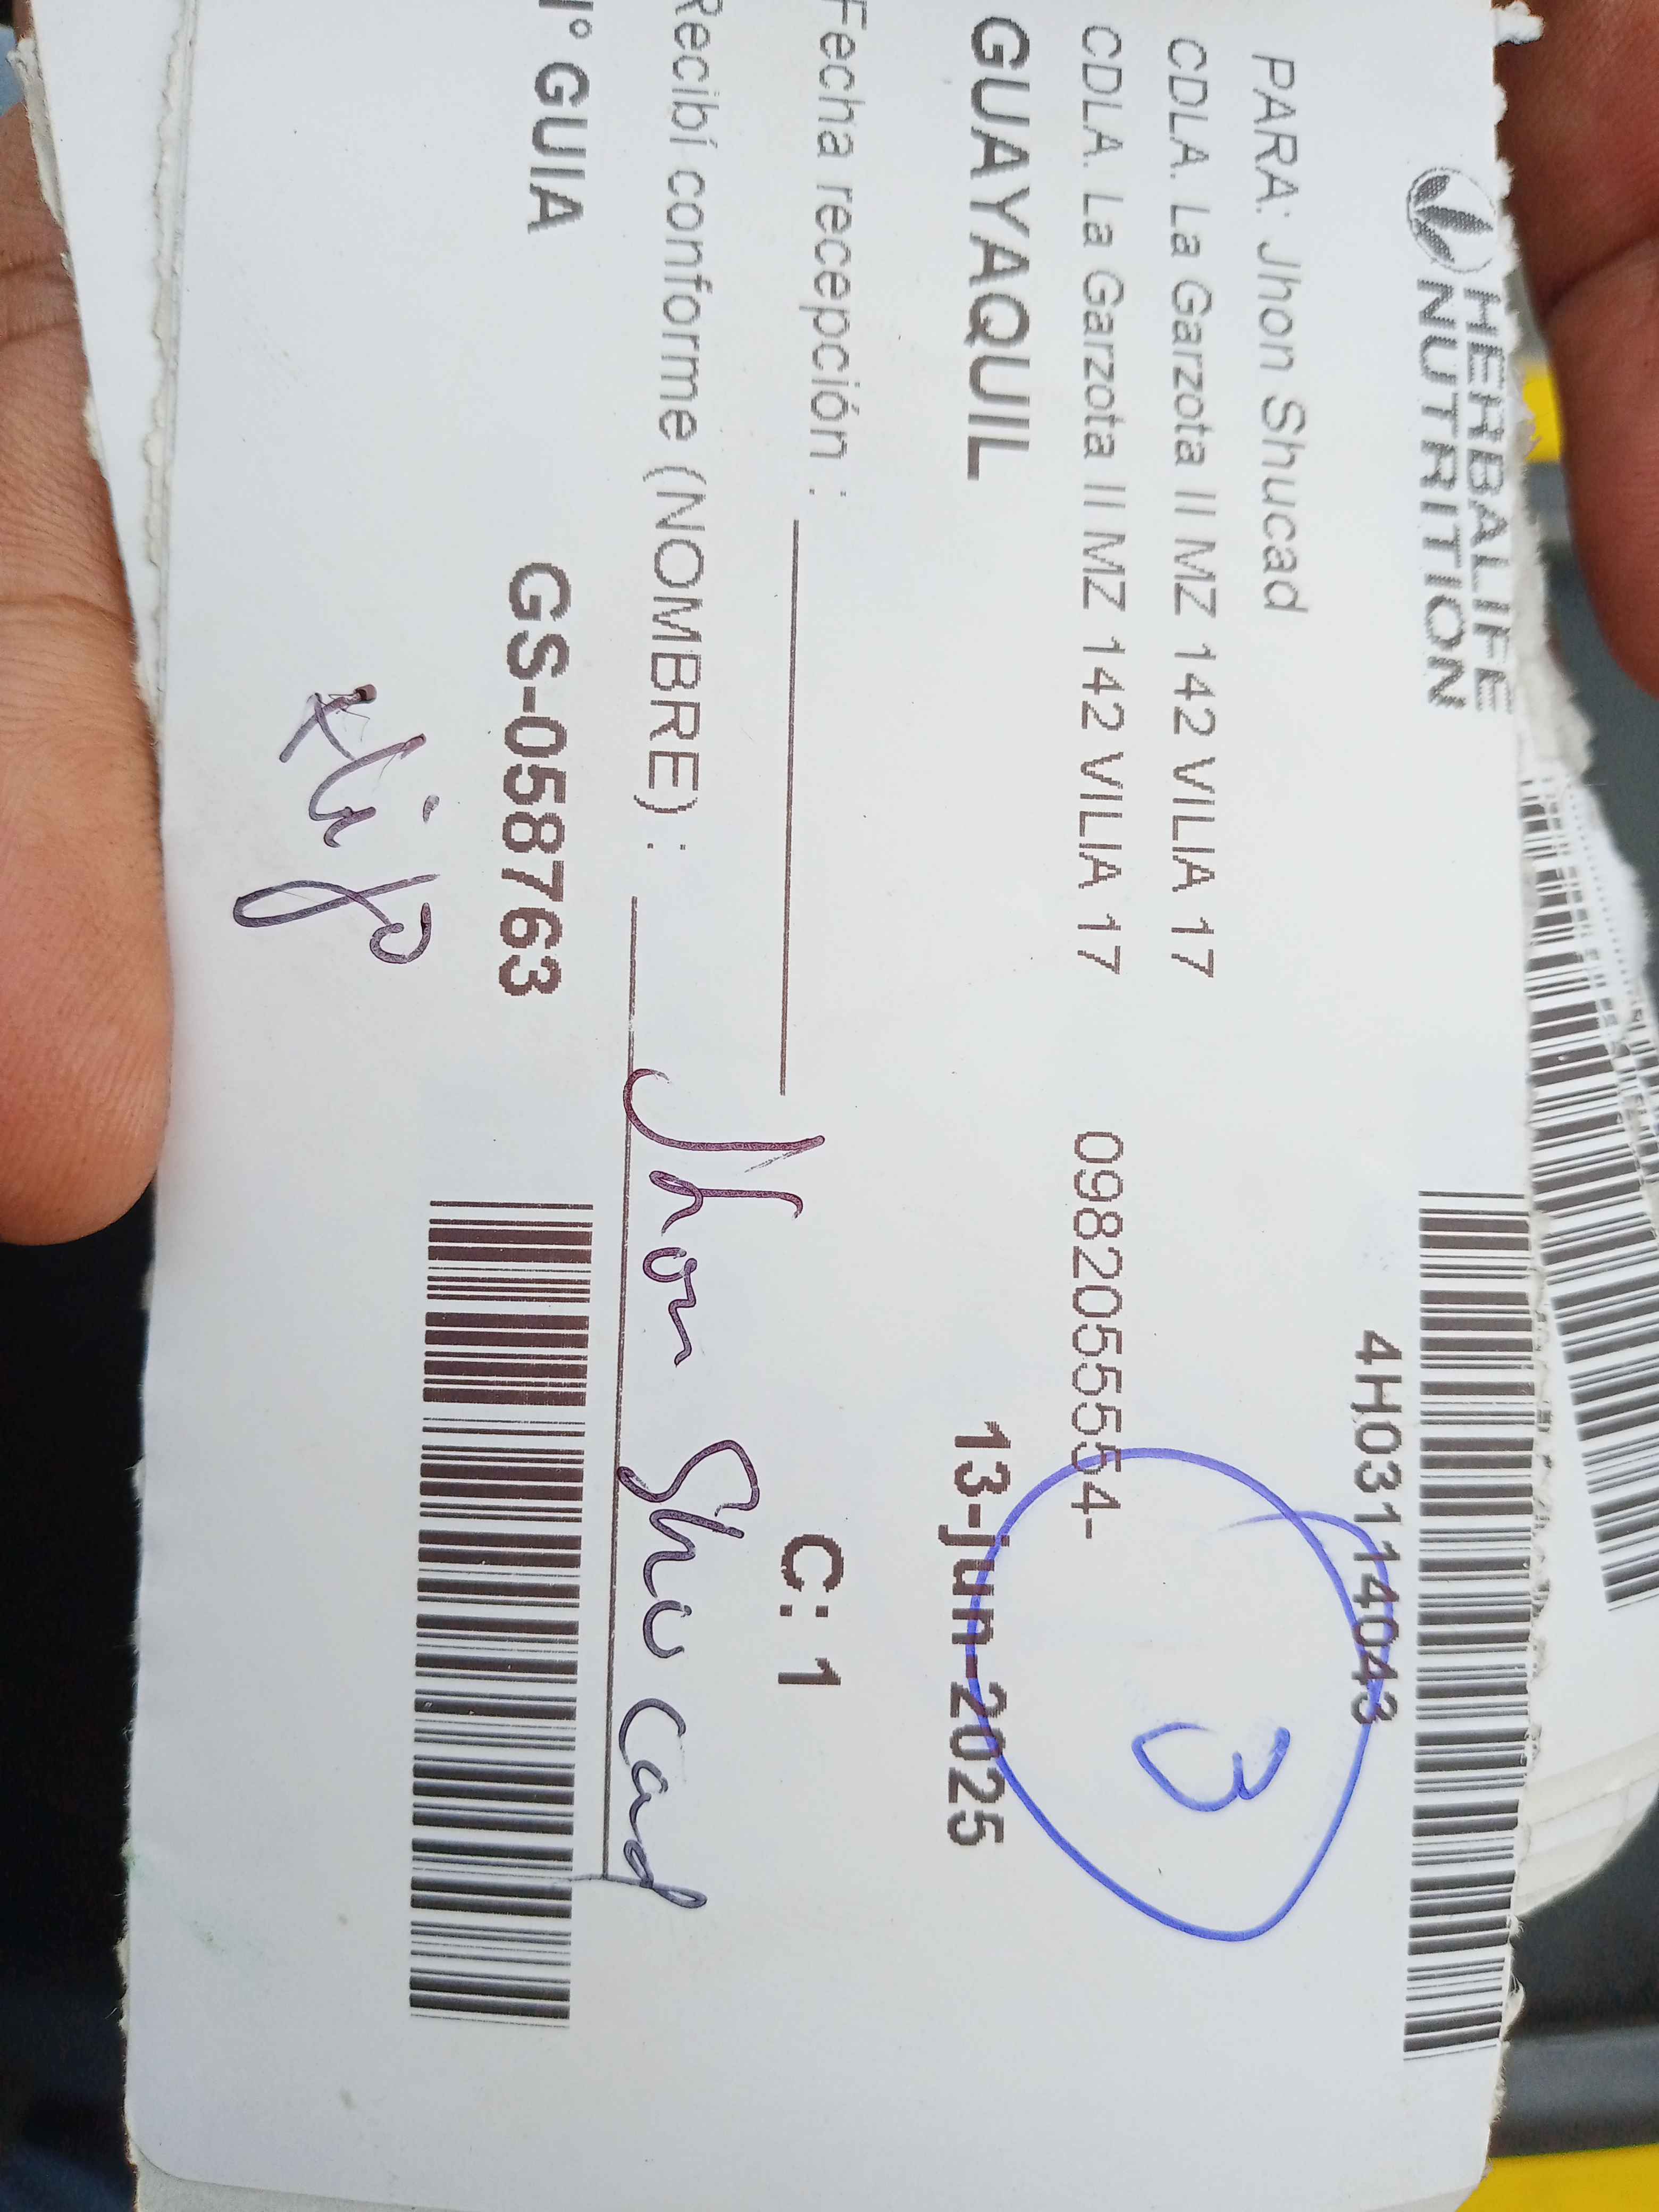 HERBALIFE
NUTRITION
4H03114043
PARA: Jhon Shucad
CDLA. La Garzota II MZ 142 VILIA 17
CDLA. La Garzota II MZ 142 VILIA 17 0982055554-
3
GUAYAQUIL 13-jun-2025
Fecha recepción :
C: 1
Recibí conforme (NOMBRE) : Jhon Shucad
GUIA GS-058763